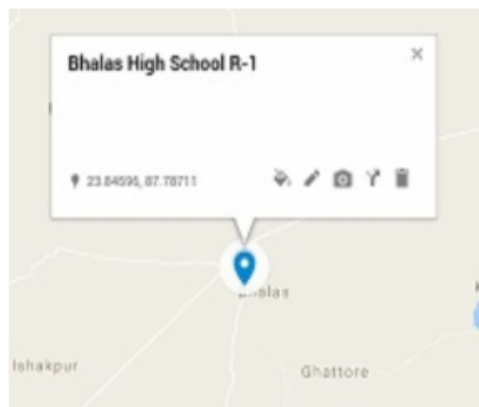 Bhalas High School R-1
23.84596, 87.78711
Bhalas
Ishakpur
Ghattore